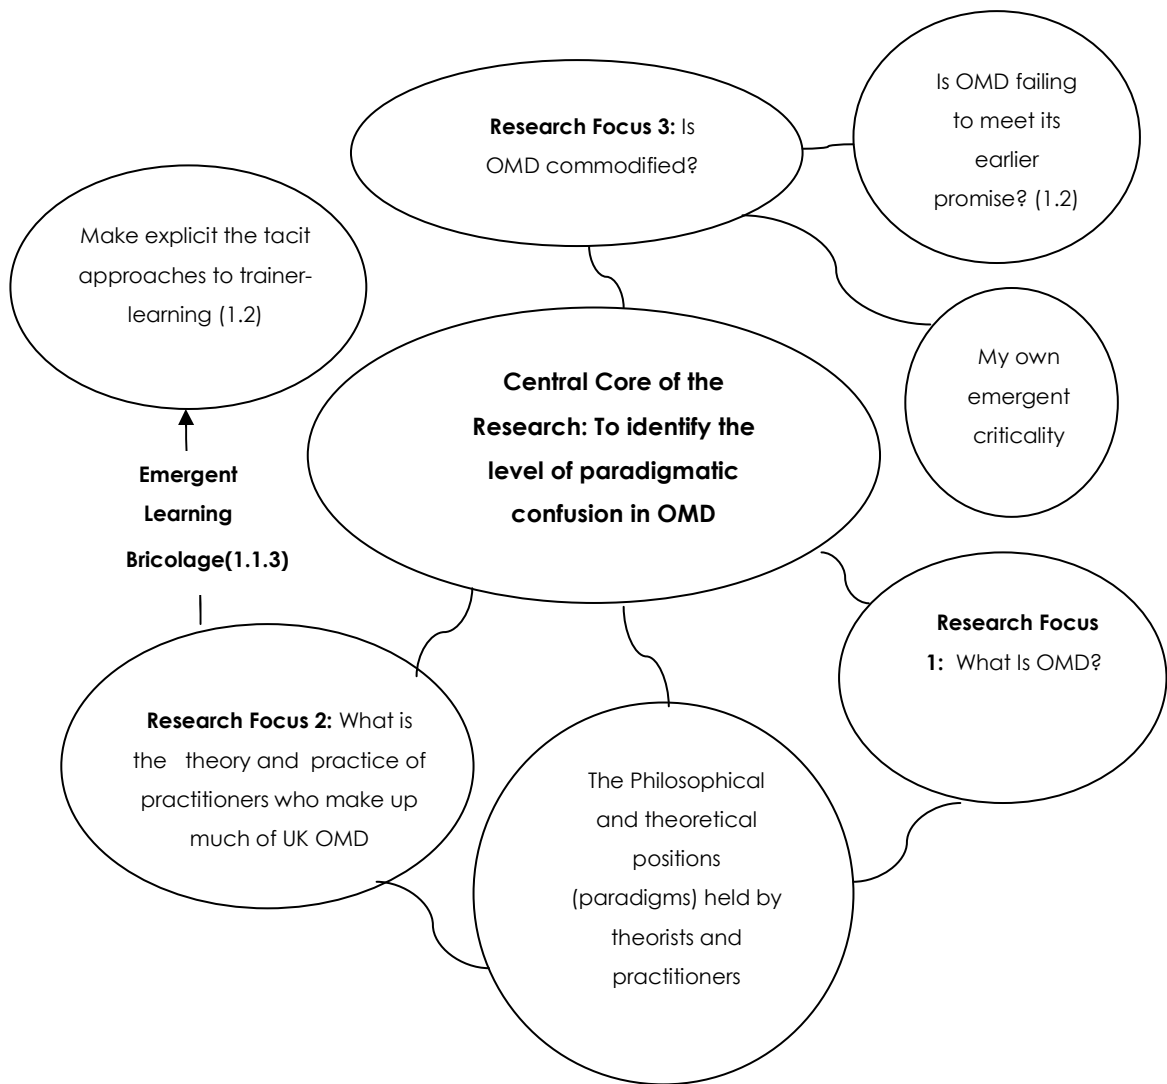 Research Focus 3: Is
OMD commodified?
Is OMD failing
to meet its
earlier
promise? (1.2)
Make explicit the tacit
approaches to trainer-
learning (1.2)
My own
emergent
criticality
Central Core of the
Research: To identify the
level of paradigmatic
confusion in OMD
Emergent
Learning
Bricolage(1.1.3)
Research Focus
1: What Is OMD?
Research Focus 2: What is
the theory and practice of
practitioners who make up
much of UK OMD
The Philosophical
and theoretical
positions
(paradigms) held by
theorists and
practitioners